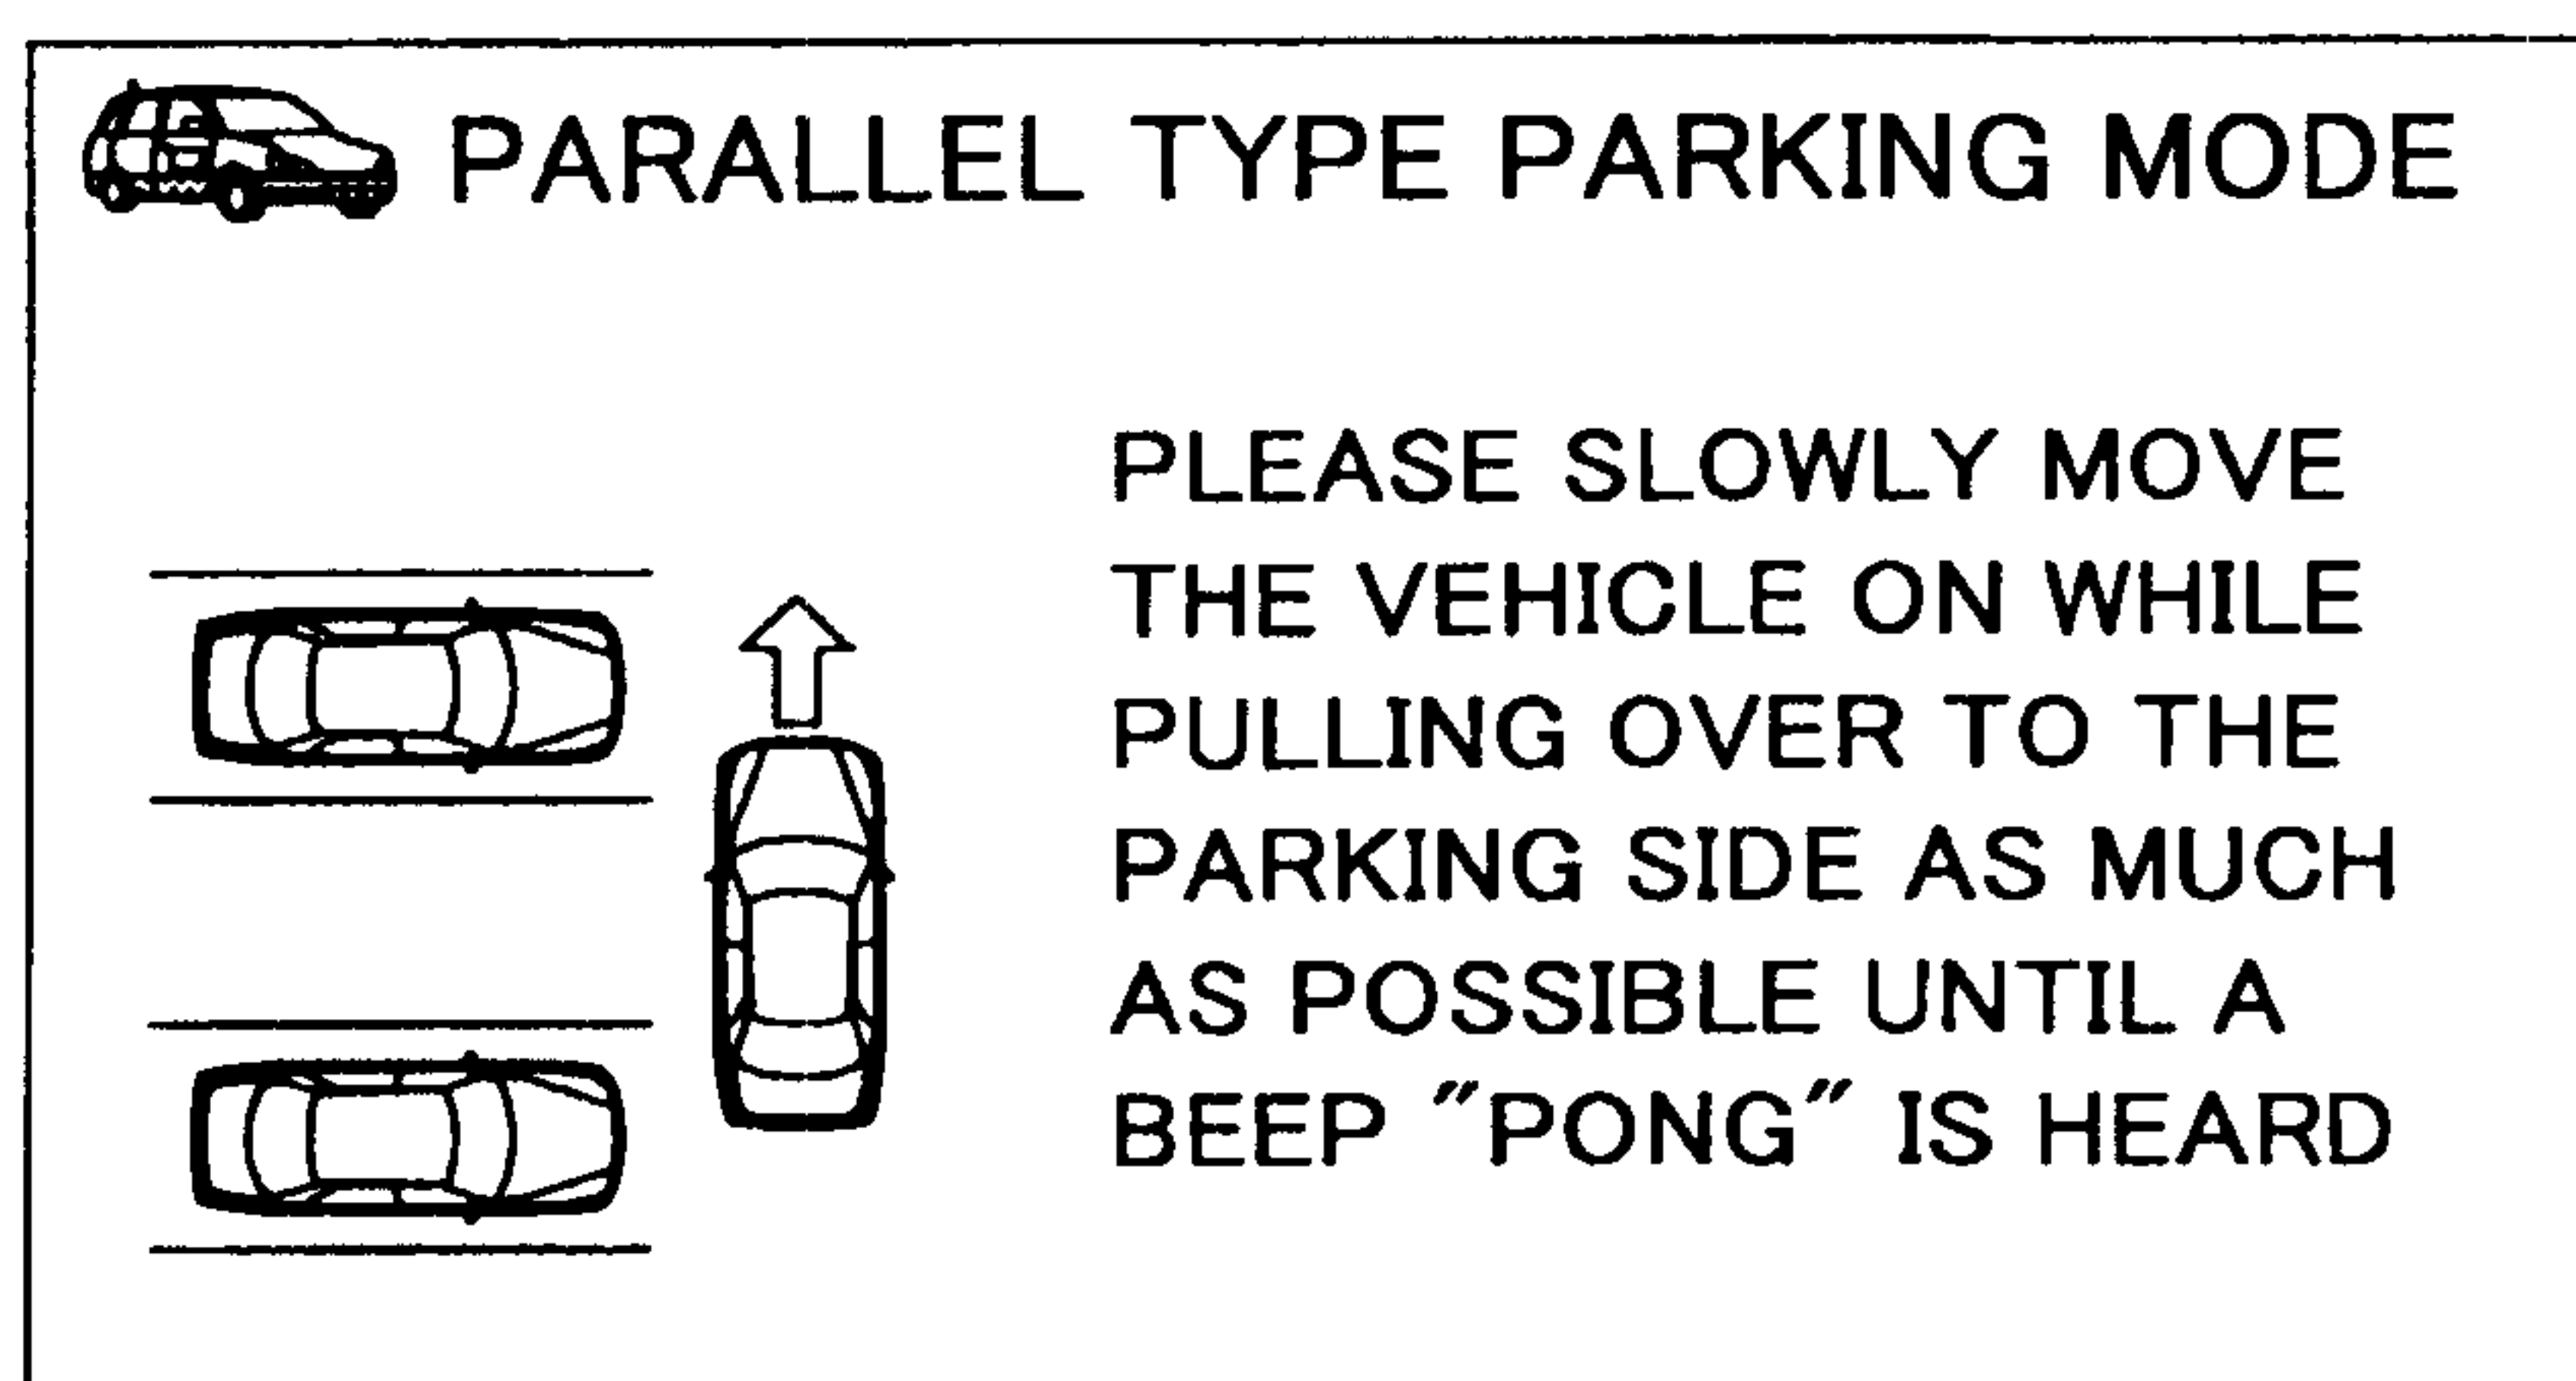 PARALLEL TYPE PARKING MODE
PLEASE SLOWLY MOVE
THE VEHICLE ON WHILE
PULLING OVER TO THE
PARKING SIDE AS MUCH
AS POSSIBLE UNTIL A
BEEP "PONG" IS HEARD